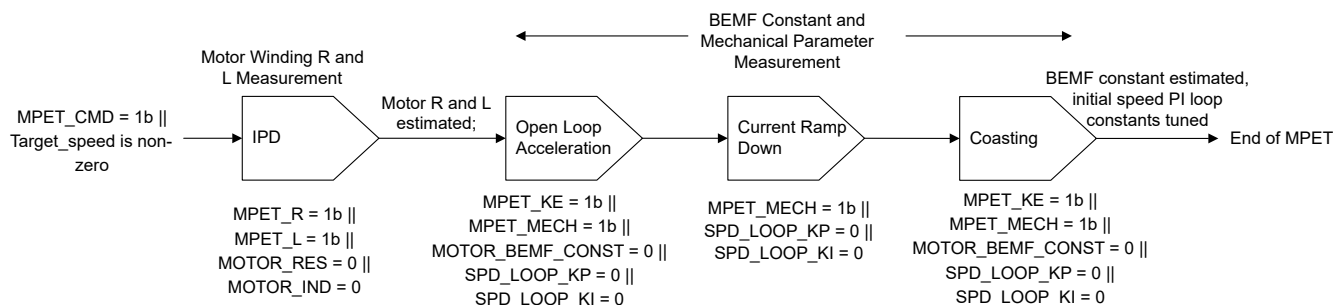 BEMF Constant and
Mechanical Parameter
Measurement
Motor Winding R and
L Measurement
BEMF constant estimated,
initial speed PI loop
constants tuned
MPET_CMD = 1b ||
Target_speed is non-
zero
IPD
Motor R and L
estimated;
Open Loop
Acceleration
Current Ramp
Down
Coasting
End of MPET
MPET_R = 1b ||
MPET_L = 1b ||
MOTOR_RES = 0 ||
MOTOR_IND = 0
MPET_KE = 1b ||
MPET_MECH = 1b ||
MOTOR_BEMF_CONST = 0 ||
SPD_LOOP_KP = 0 ||
SPD_LOOP_KI = 0
MPET_MECH = 1b ||
SPD_LOOP_KP = 0 ||
SPD_LOOP_KI = 0
MPET_KE = 1b ||
MPET_MECH = 1b ||
MOTOR_BEMF_CONST = 0 ||
SPD_LOOP_KP = 0 ||
SPD_LOOP_KI = 0